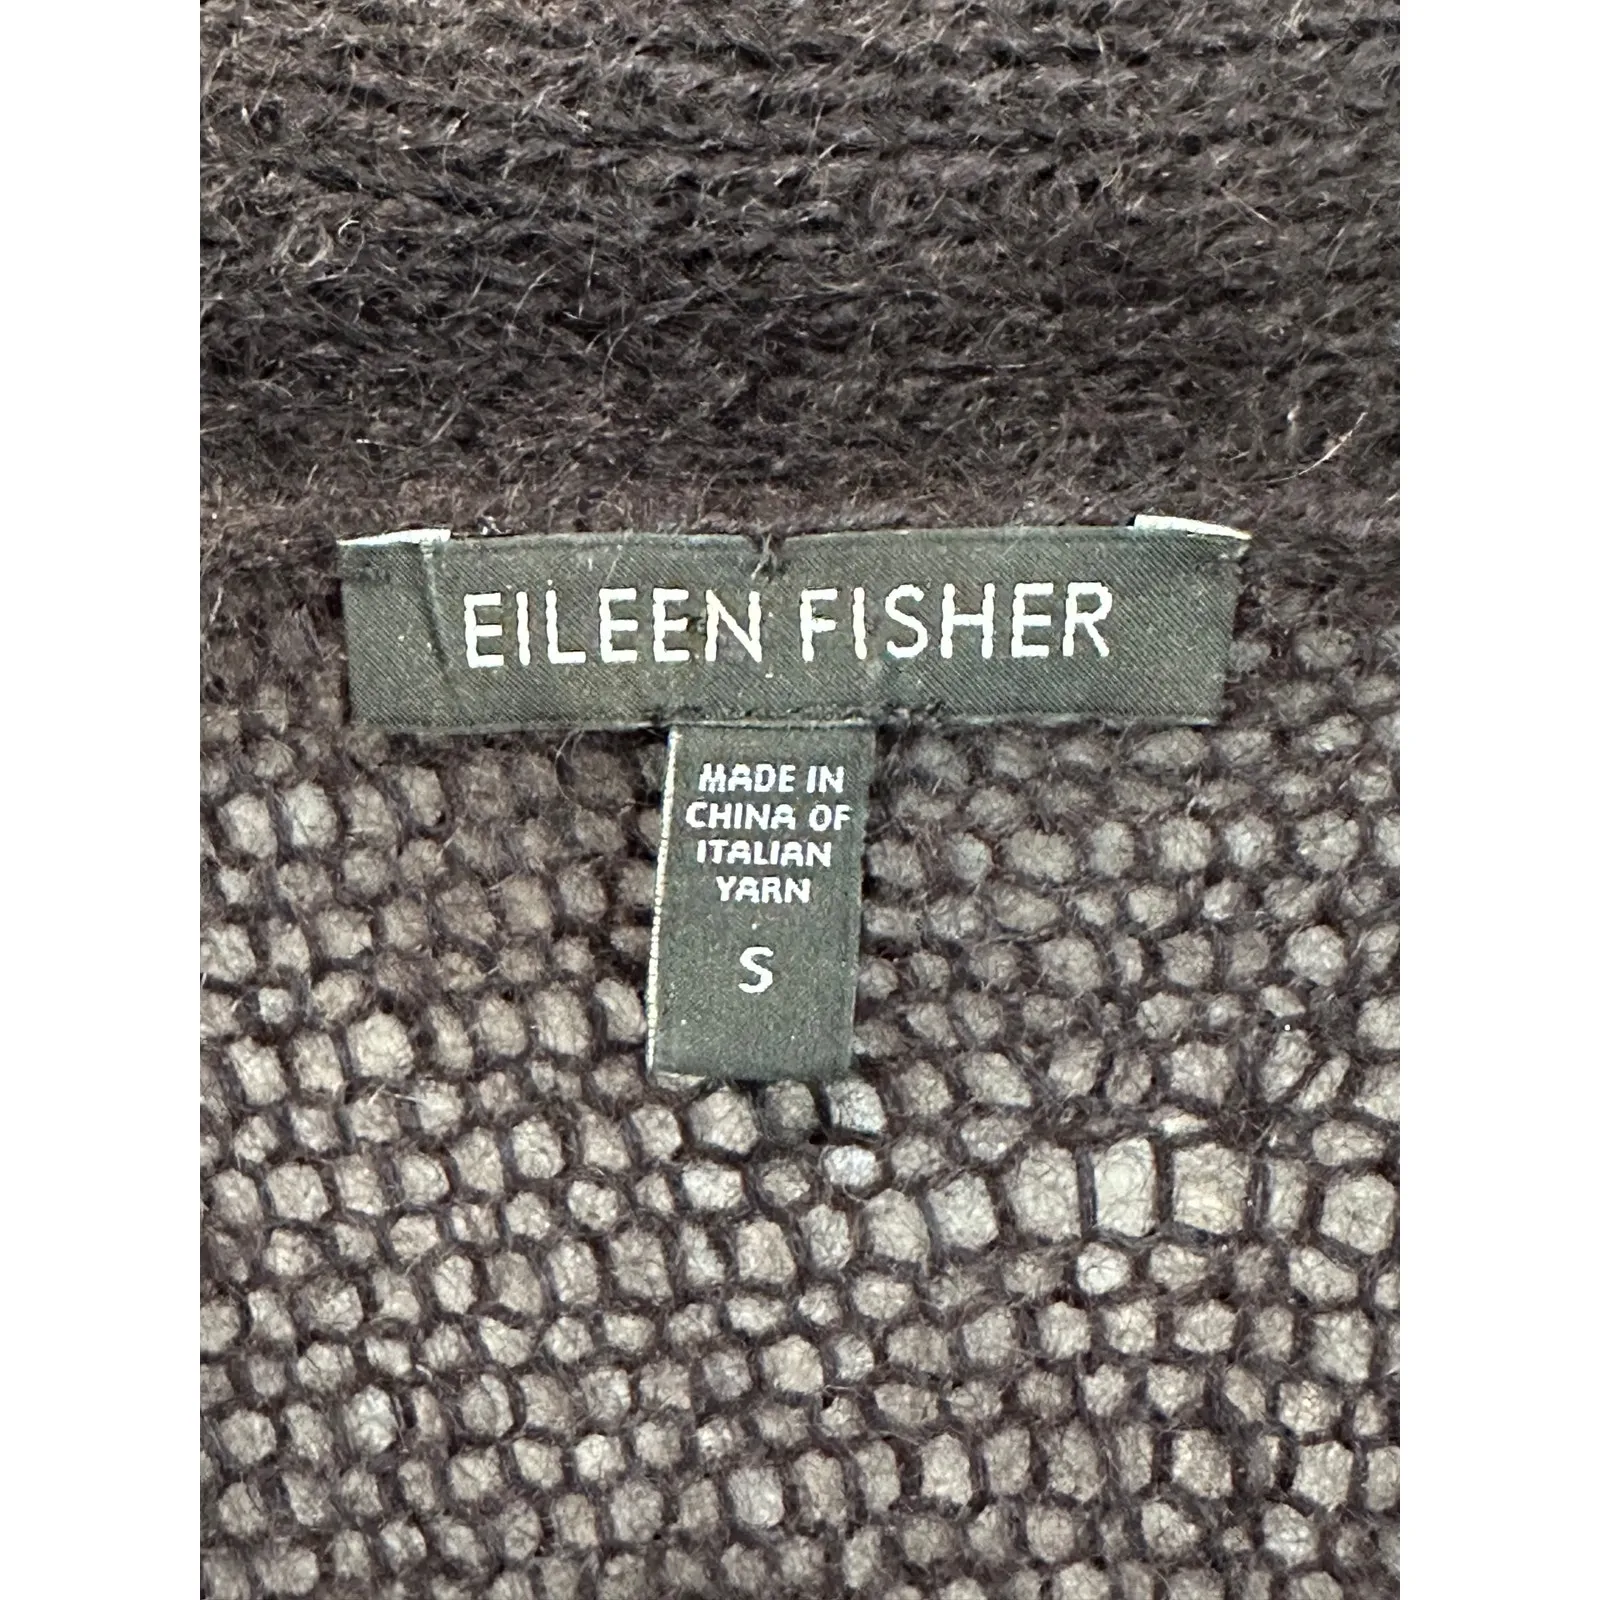 EILEEN FISHER
MADE IN
CHINA OF
ITALIAN
YARN
S